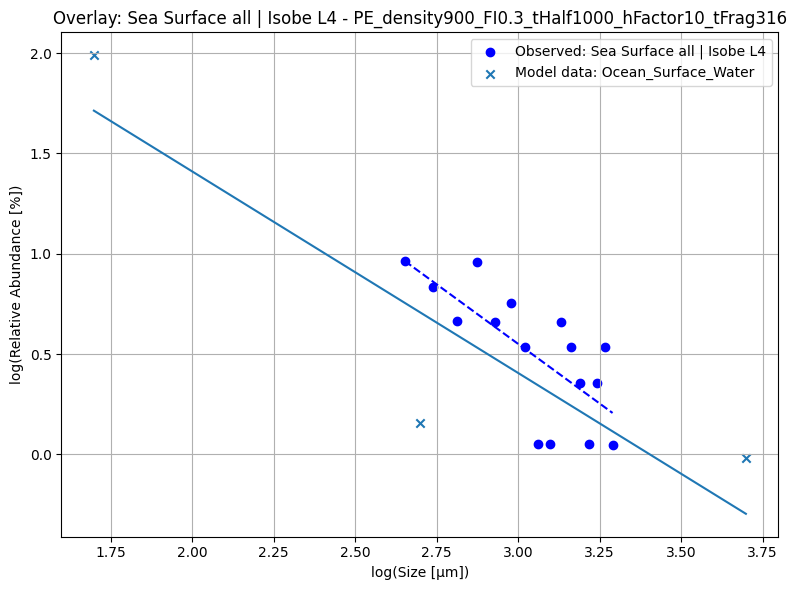 Overlay: Sea Surface all | Isobe L4 - PE_density900_FI0.3_tHalf1000_hFactor10_tFrag316
Observed: Sea Surface all | Isobe L4
Model data: Ocean_Surface_Water
log(Relative Abundance [%])
2.0
1.5
1.0
0.5
0.0
1.75 2.00 2.25 2.50 2.75 3.00 3.25 3.50 3.75
log(Size [μm])